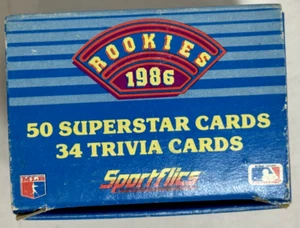 ROOKIES
1986
50 SUPERSTAR CARDS
34 TRIVIA CARDS
Sportflics